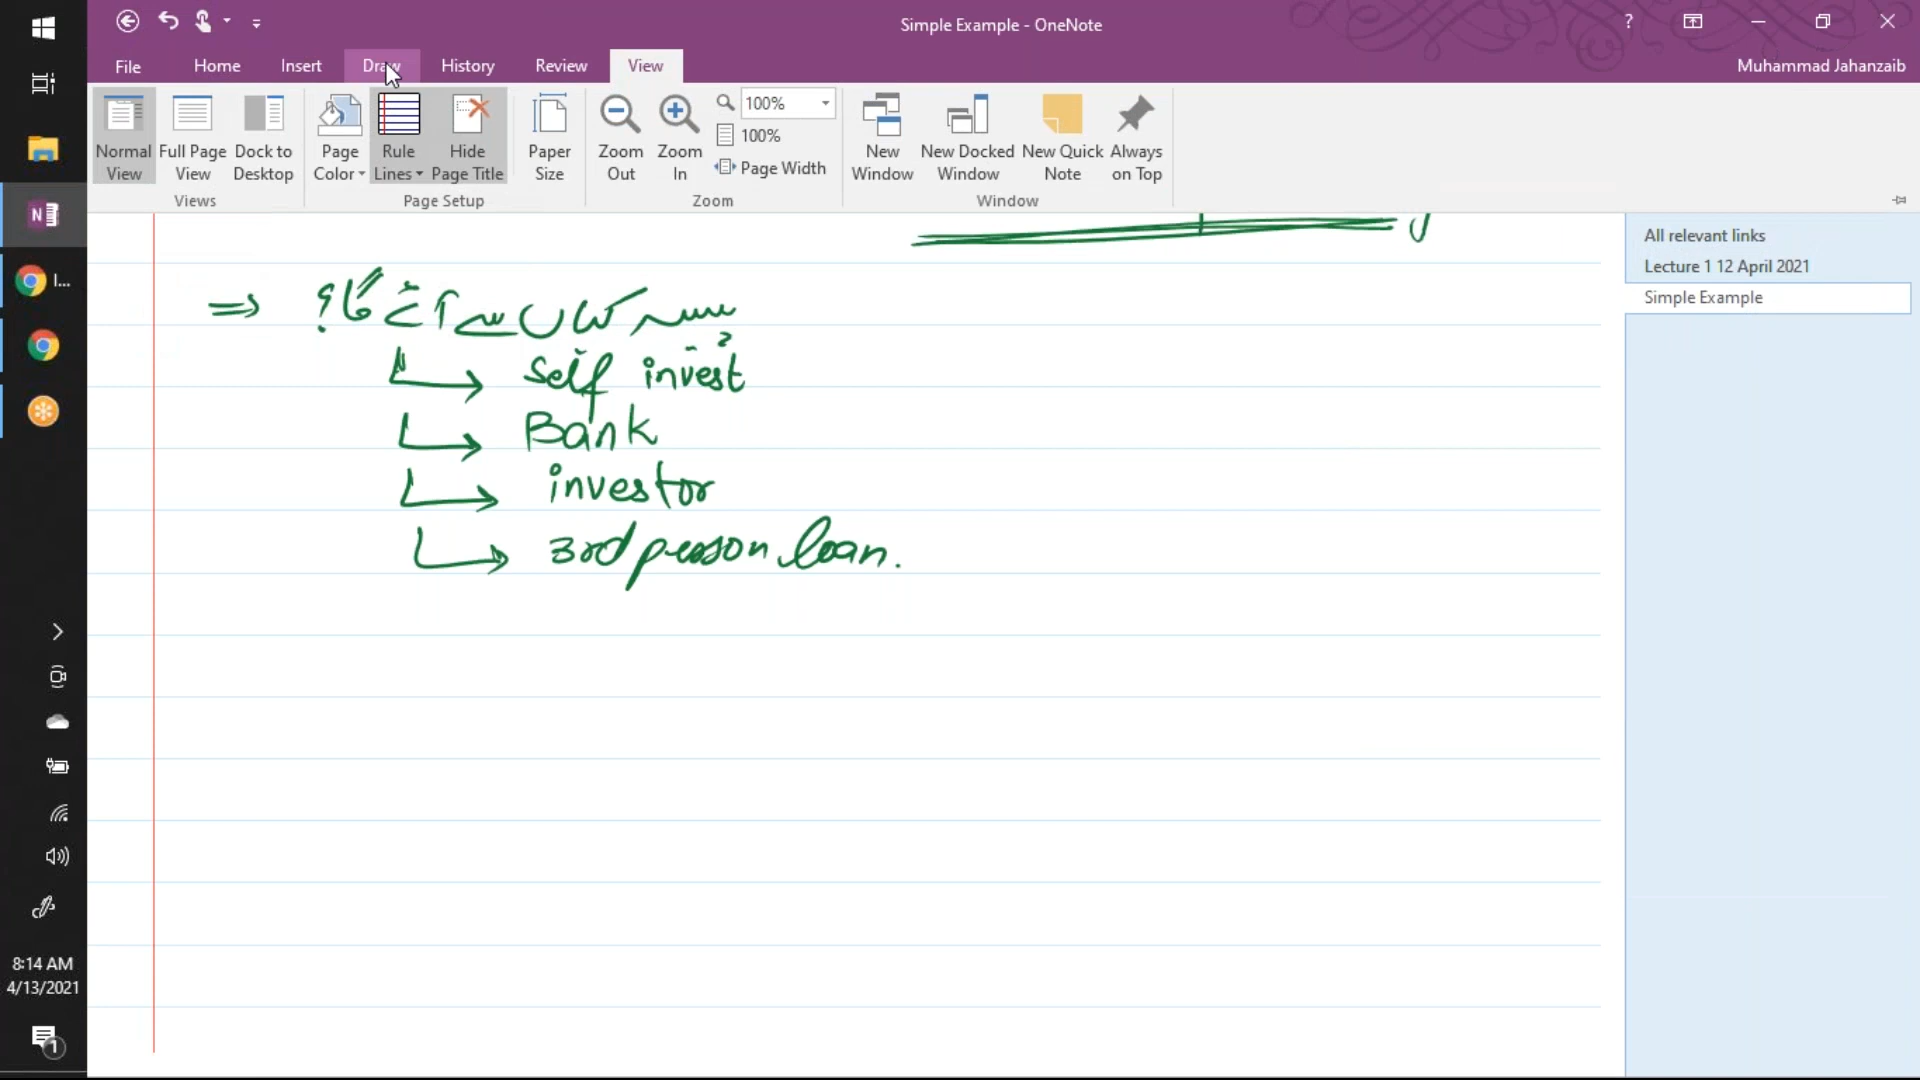 Simple Example - OneNote
?
File Home Insert Draw History Review View
Muhammad Jahanzaib
Normal View
Full Page View
Dock to Desktop
Page Color
Rule Lines
Hide Page Title
Paper Size
Zoom Out
Zoom In
100%
100%
Page Width
New Window
New Docked Window
New Quick Note
Always on Top
Views
Page Setup
Zoom
Window
All relevant links
Lecture 1 12 April 2021
Simple Example
N
I...
⇒ پیسہ کہاں سے آئے گا؟
Self invest
Bank
investor
3rd person loan.
8:14 AM
4/13/2021
1